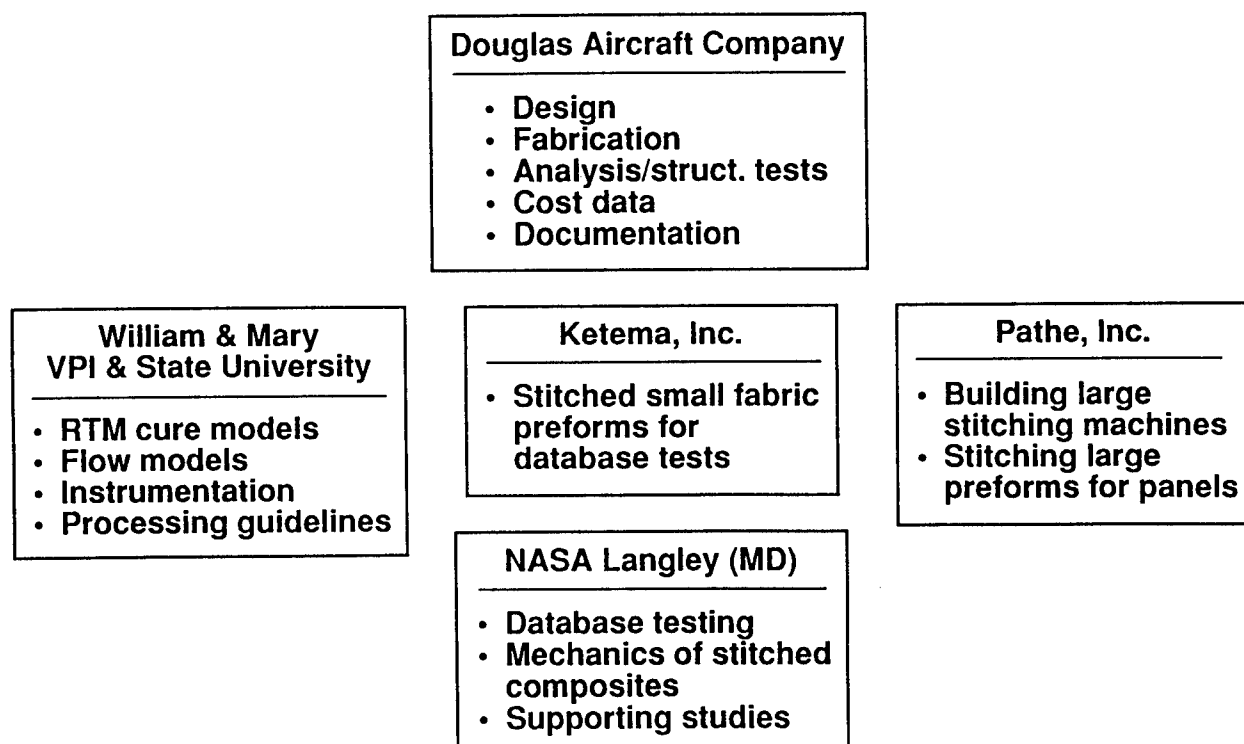 Douglas Aircraft Company
• Design
• Fabrication
• Analysis/struct. tests
• Cost data
• Documentation
William & Mary
VPI & State University
• RTM cure models
• Flow models
• Instrumentation
• Processing guidelines
Ketema, Inc.
• Stitched small fabric
preforms for
database tests
Pathe, Inc.
• Building large
stitching machines
• Stitching large
preforms for panels
NASA Langley (MD)
• Database testing
• Mechanics of stitched
composites
• Supporting studies